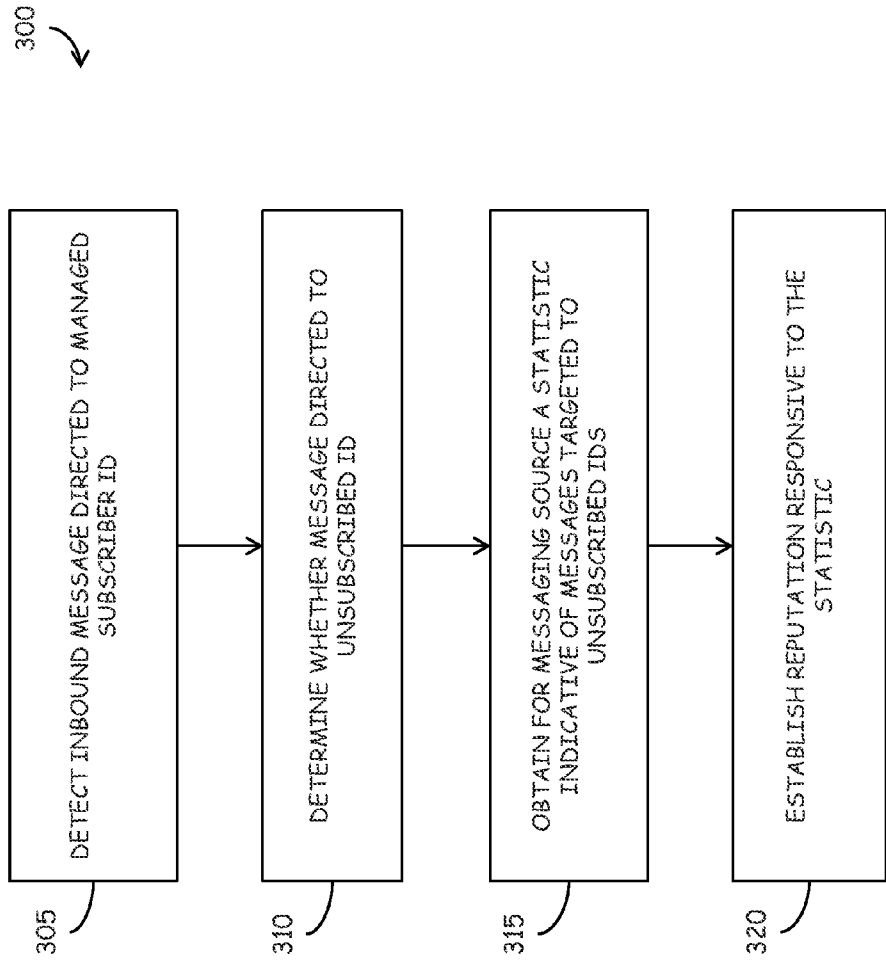 300
305
DETECT INBOUND MESSAGE DIRECTED TO MANAGED
SUBSCRIBER ID
310
DETERMINE WHETHER MESSAGE DIRECTED TO
UNSUBSCRIBED ID
315
OBTAIN FOR MESSAGING SOURCE A STATISTIC
INDICATIVE OF MESSAGES TARGETED TO
UNSUBSCRIBED IDS
320
ESTABLISH REPUTATION RESPONSIVE TO THE
STATISTIC